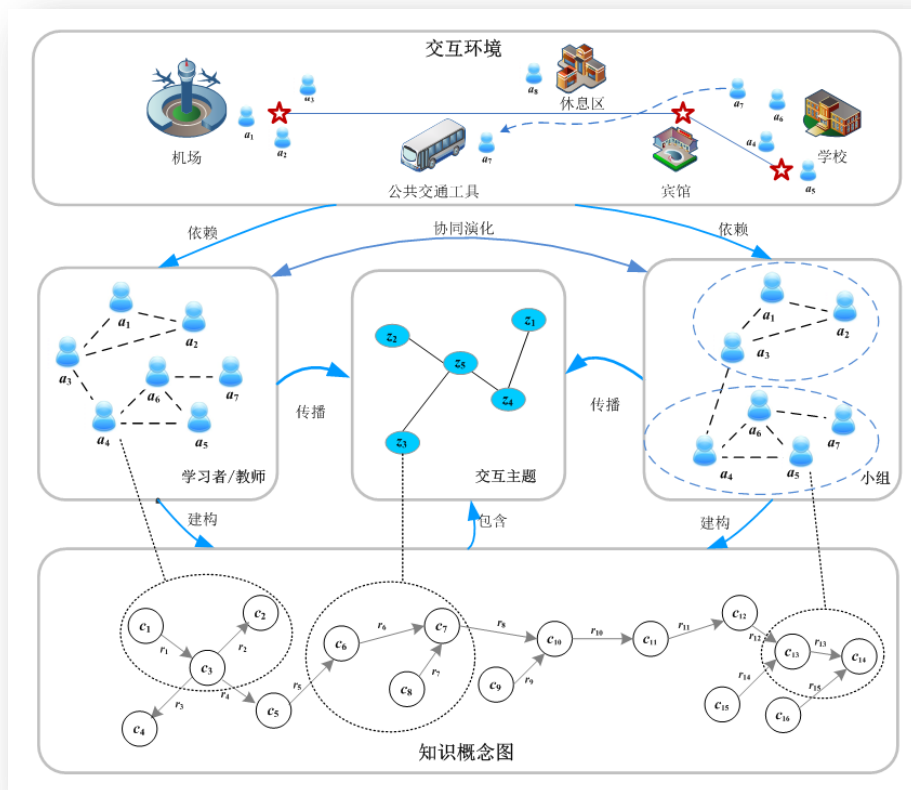 交互环境
a3
a8
休息区
a7
a6
a1
a2
a7
a4
学校
机场
公共交通工具
宾馆
a5
依赖
协同演化
依赖
a1
a2
a3
a6
a7
a4
a5
学习者/教师
传播
z1
z2
z5
z4
z3
交互主题
传播
a1
a2
a3
a6
a7
a4
a5
小组
建构
包含
建构
c1
c2
r1
r2
c3
r3
r4
c4
c5
r5
c6
r6
c7
c8
r7
r8
c9
r9
c10
r10
c11
r11
c12
r12
c13
r13
c14
r14
c15
r15
c16
知识概念图